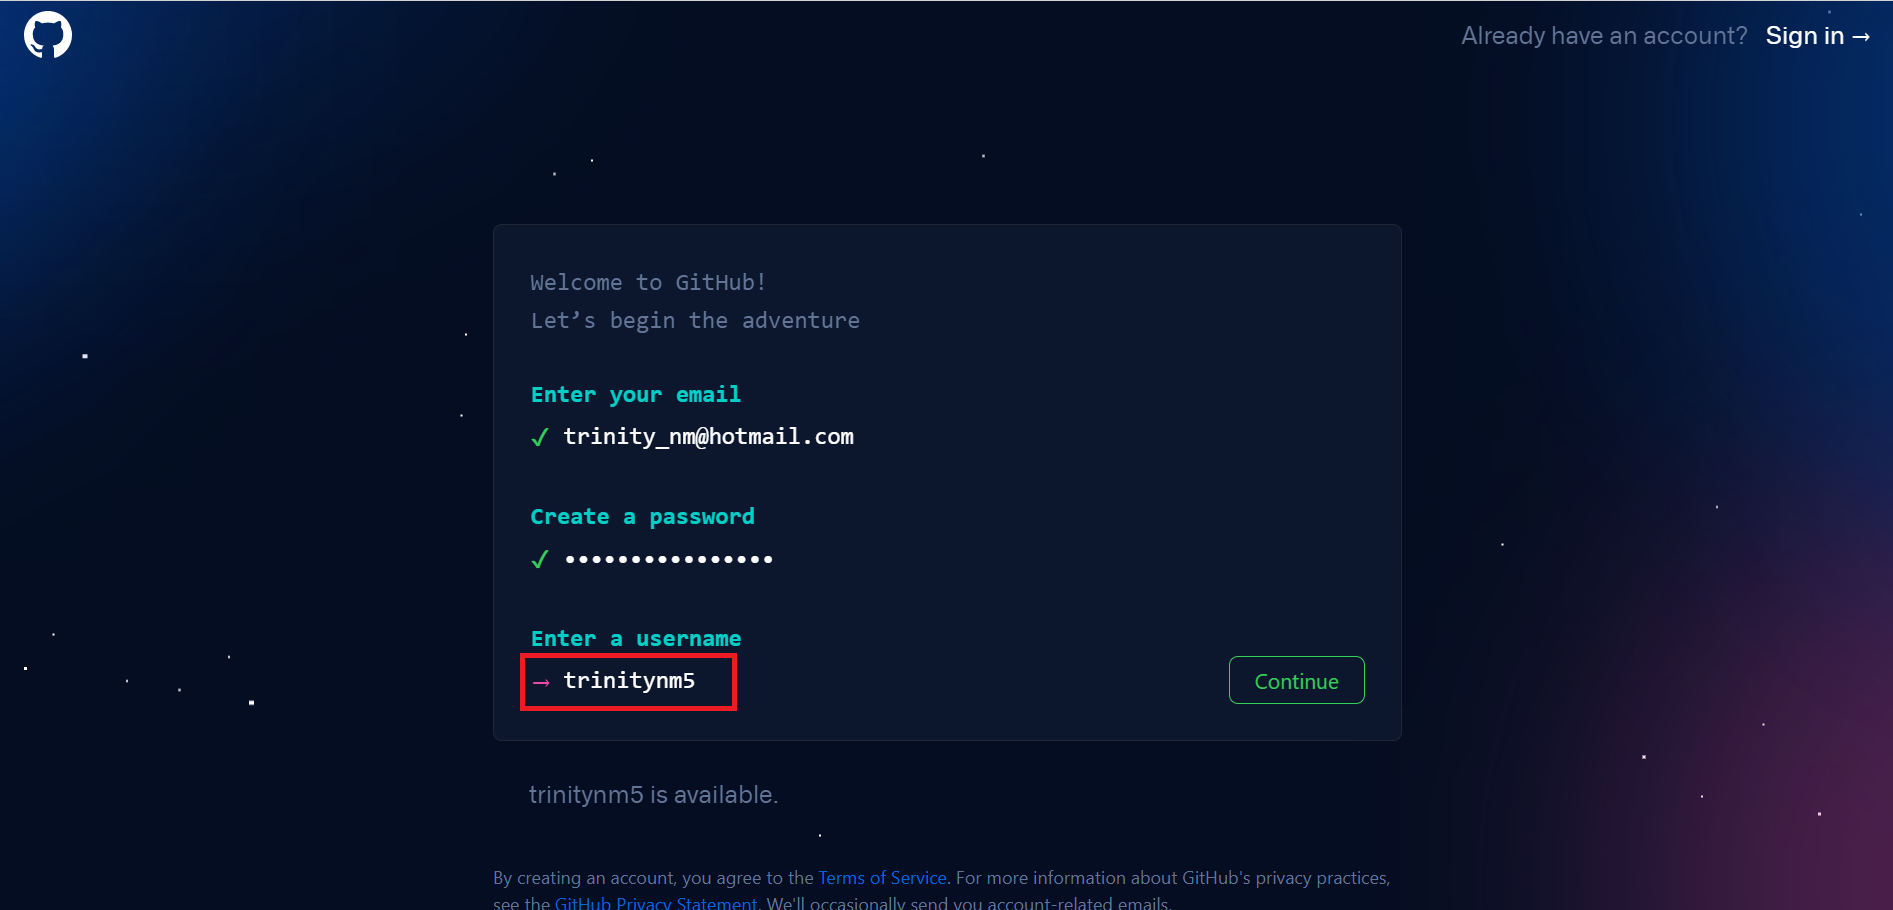 Already have an account? Sign in →
Welcome to GitHub!
Let’s begin the adventure
Enter your email
✓ trinity_nm@hotmail.com
Create a password
✓ ••••••••••••••••
Enter a username
→ trinitynm5
Continue
trinitynm5 is available.
By creating an account, you agree to the Terms of Service. For more information about GitHub's privacy practices,
see the GitHub Privacy Statement. We'll occasionally send you account-related emails.